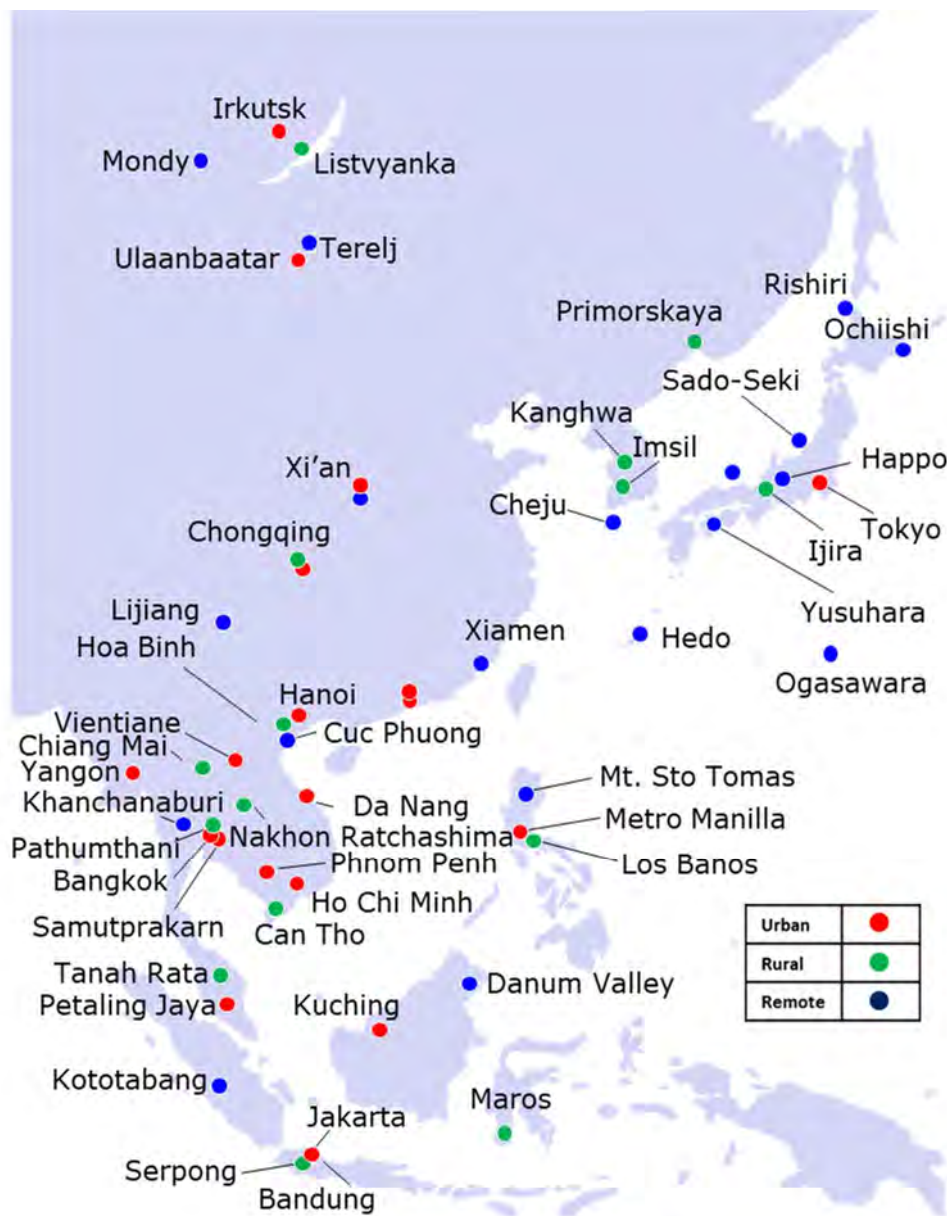 Irkutsk
Mondy
Listvyanka
Ulaanbaatar
Terelj
Rishiri
Primorskaya
Ochiishi
Sado-Seki
Kanghwa
Imsil
Happo
Xi'an
Cheju
Tokyo
Chongqing
Ijira
Yusuhara
Lijiang
Xiamen
Hedo
Hoa Binh
Ogasawara
Hanoi
Vientiane
Cuc Phuong
Chiang Mai
Yangon
Mt. Sto Tomas
Khanchanaburi
Da Nang
Metro Manilla
Nakhon Ratchashima
Pathumthani
Phnom Penh
Los Banos
Bangkok
Ho Chi Minh
Samutprakarn
Can Tho
Urban
Rural
Remote
Tanah Rata
Danum Valley
Petaling Jaya
Kuching
Kototabang
Maros
Jakarta
Serpong
Bandung